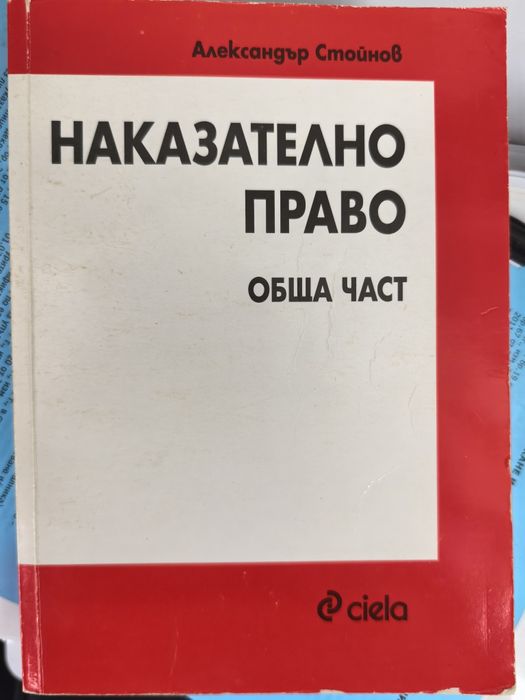 Александър Стойнов
НАКАЗАТЕЛНО
ПРАВО
ОБЩА ЧАСТ
ciela